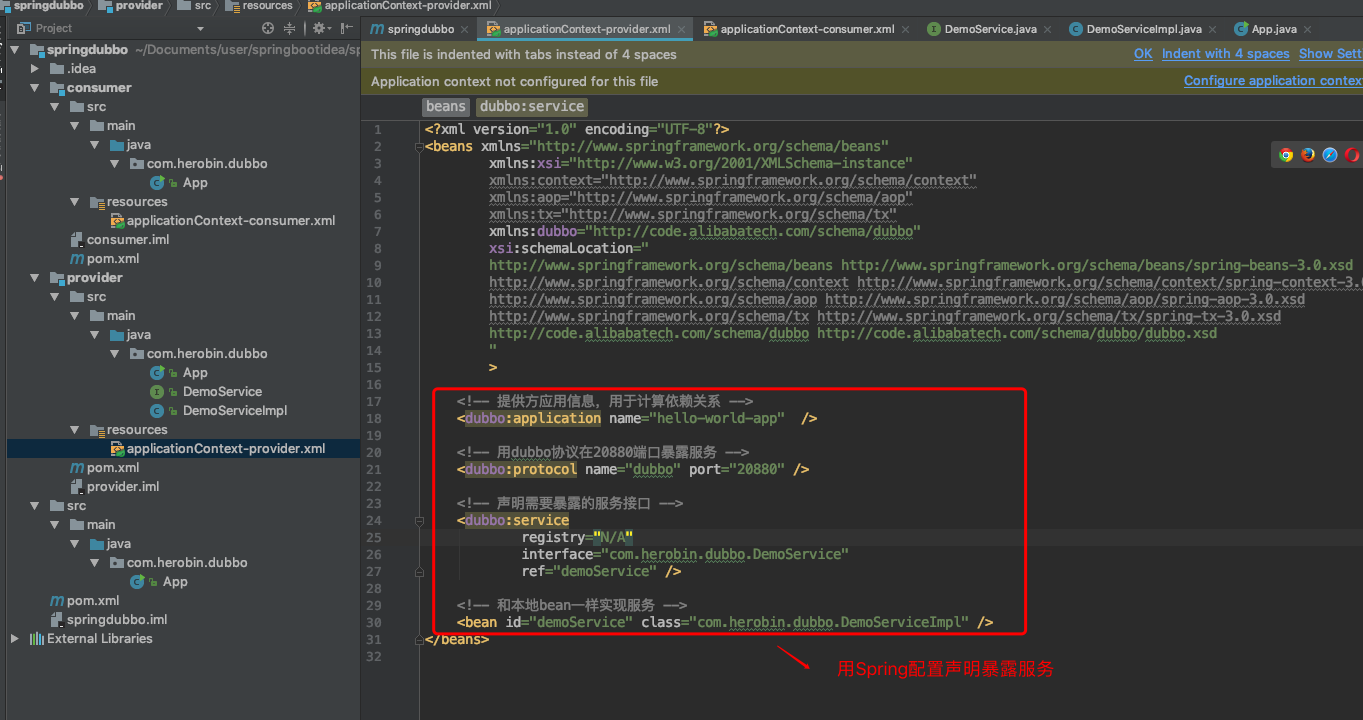 springdubbo provider src resources applicationContext-provider.xml
Project
springdubbo ~/Documents/user/springbootidea/sp
.idea
consumer
src
main
java
com.herobin.dubbo
App
resources
applicationContext-consumer.xml
consumer.iml
pom.xml
provider
src
main
java
com.herobin.dubbo
App
DemoService
DemoServiceImpl
resources
applicationContext-provider.xml
pom.xml
provider.iml
src
main
java
com.herobin.dubbo
App
pom.xml
springdubbo.iml
External Libraries
springdubbo applicationContext-provider.xml applicationContext-consumer.xml DemoService.java DemoServiceImpl.java App.java
This file is indented with tabs instead of 4 spaces OK Indent with 4 spaces Show Sett
Application context not configured for this file Configure application contex
beans dubbo:service
1 <?xml version="1.0" encoding="UTF-8"?>
2 <beans xmlns="http://www.springframework.org/schema/beans"
3 xmlns:xsi="http://www.w3.org/2001/XMLSchema-instance"
4 xmlns:context="http://www.springframework.org/schema/context"
5 xmlns:aop="http://www.springframework.org/schema/aop"
6 xmlns:tx="http://www.springframework.org/schema/tx"
7 xmlns:dubbo="http://code.alibabatech.com/schema/dubbo"
8 xsi:schemaLocation="
9 http://www.springframework.org/schema/beans http://www.springframework.org/schema/beans/spring-beans-3.0.xsd
10 http://www.springframework.org/schema/context http://www.springframework.org/schema/context/spring-context-3.
11 http://www.springframework.org/schema/aop http://www.springframework.org/schema/aop/spring-aop-3.0.xsd
12 http://www.springframework.org/schema/tx http://www.springframework.org/schema/tx/spring-tx-3.0.xsd
13 http://code.alibabatech.com/schema/dubbo http://code.alibabatech.com/schema/dubbo/dubbo.xsd
14 "
15 >
16
17 <!-- 提供方应用信息，用于计算依赖关系 -->
18 <dubbo:application name="hello-world-app" />
19
20 <!-- 用dubbo协议在20880端口暴露服务 -->
21 <dubbo:protocol name="dubbo" port="20880" />
22
23 <!-- 声明需要暴露的服务接口 -->
24 <dubbo:service
25 registry="N/A"
26 interface="com.herobin.dubbo.DemoService"
27 ref="demoService" />
28
29 <!-- 和本地bean一样实现服务 -->
30 <bean id="demoService" class="com.herobin.dubbo.DemoServiceImpl" />
31 </beans>
32
用Spring配置声明暴露服务